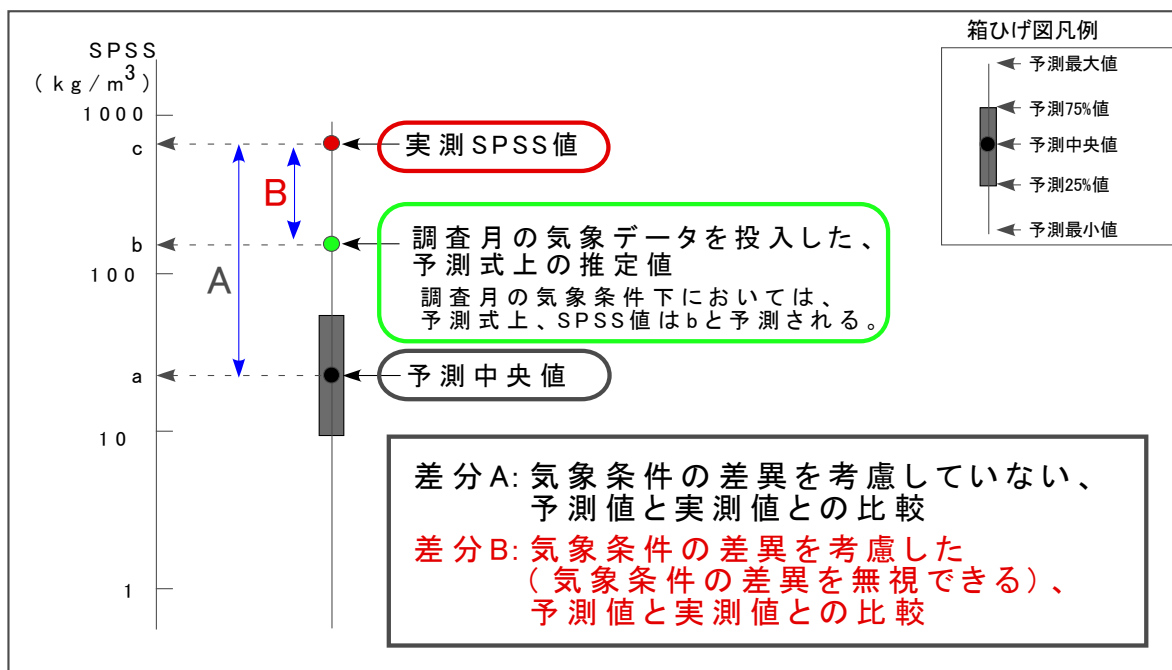 SPSS
(kg/m³)
1000
c
b
100
a
10
1
A
B
実測SPSS値
調査月の気象データを投入した、
予測式上の推定値
調査月の気象条件下においては、
予測式上、SPSS値はbと予測される。
予測中央値
箱ひげ図凡例
予測最大値
予測75%値
予測中央値
予測25%値
予測最小値
差分A: 気象条件の差異を考慮していない、
予測値と実測値との比較
差分B: 気象条件の差異を考慮した
(気象条件の差異を無視できる)、
予測値と実測値との比較